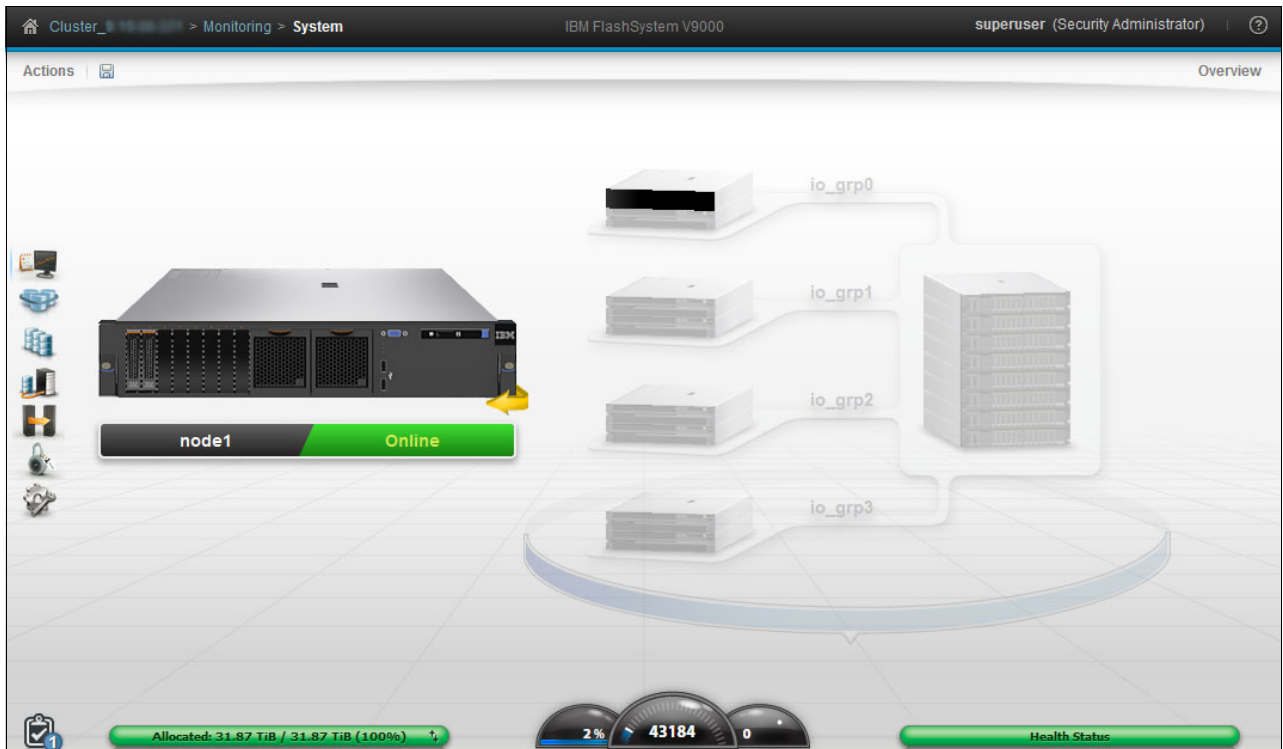 Cluster_ > Monitoring > System
IBM FlashSystem V9000
superuser (Security Administrator)
?
Actions
Overview
io_grp0
io_grp1
IBM
io_grp2
node1
Online
io_grp3
1
Allocated: 31.87 TiB / 31.87 TiB (100%)
2%
43184
0
Health Status